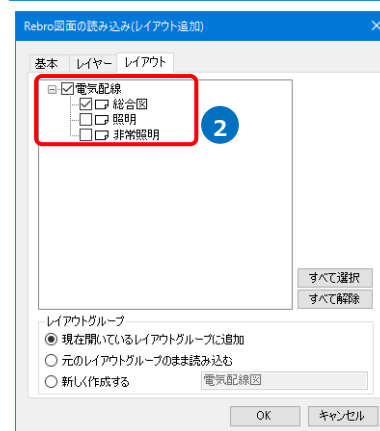 Rebro図面の読み込み(レイアウト追加)
基本 レイヤー レイアウト
電気配線
総合図
照明
非常照明
2
すべて選択
すべて解除
レイアウトグループ
現在開いているレイアウトグループに追加
元のレイアウトグループのまま読み込む
新しく作成する 電気配線図
OK キャンセル